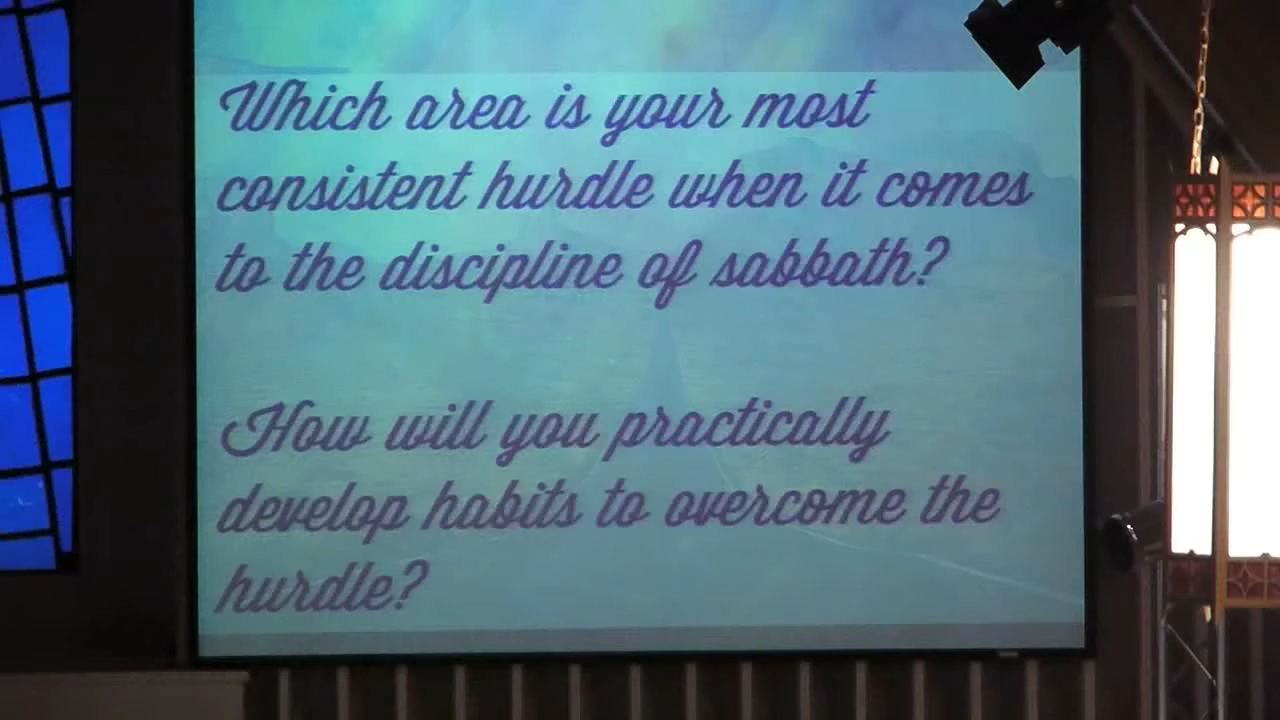 Which area is your most
consistent hurdle when it comes
to the discipline of sabbath?
How will you practically
develop habits to overcome the
hurdle?